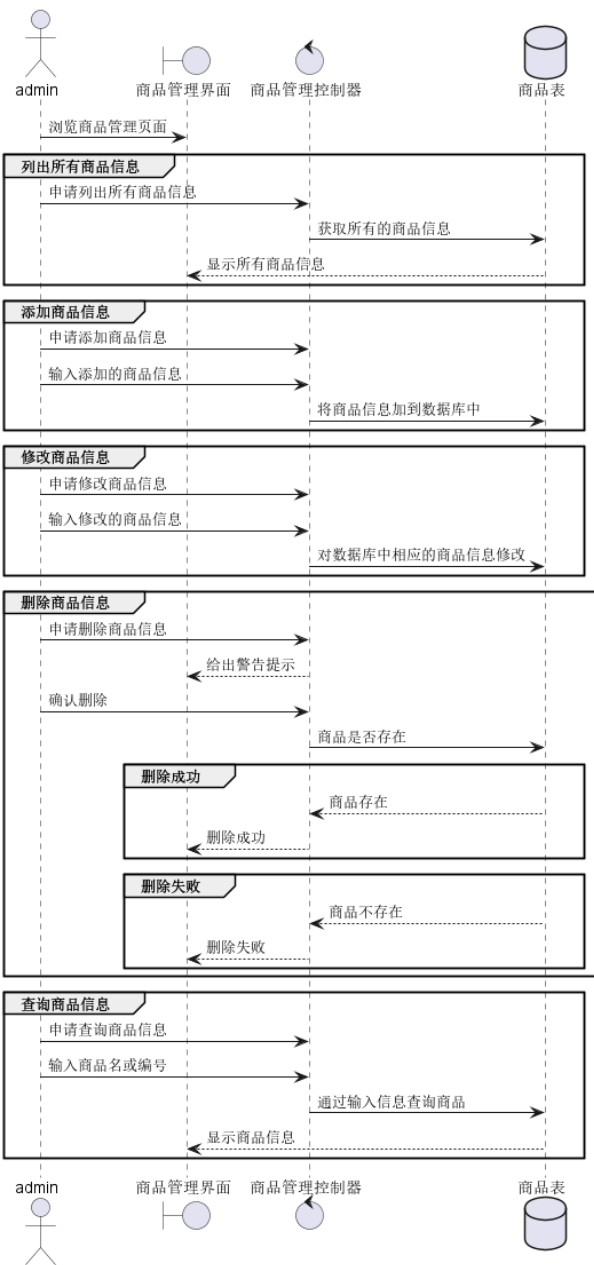 admin
商品管理界面
商品管理控制器
商品表
浏览商品管理页面
列出所有商品信息
申请列出所有商品信息
获取所有的商品信息
显示所有商品信息
添加商品信息
申请添加商品信息
输入添加的商品信息
将商品信息加到数据库中
修改商品信息
申请修改商品信息
输入修改的商品信息
对数据库中相应的商品信息修改
删除商品信息
申请删除商品信息
给出警告提示
确认删除
商品是否存在
删除成功
商品存在
删除成功
删除失败
商品不存在
删除失败
查询商品信息
申请查询商品信息
输入商品名或编号
通过输入信息查询商品
显示商品信息
admin
商品管理界面
商品管理控制器
商品表